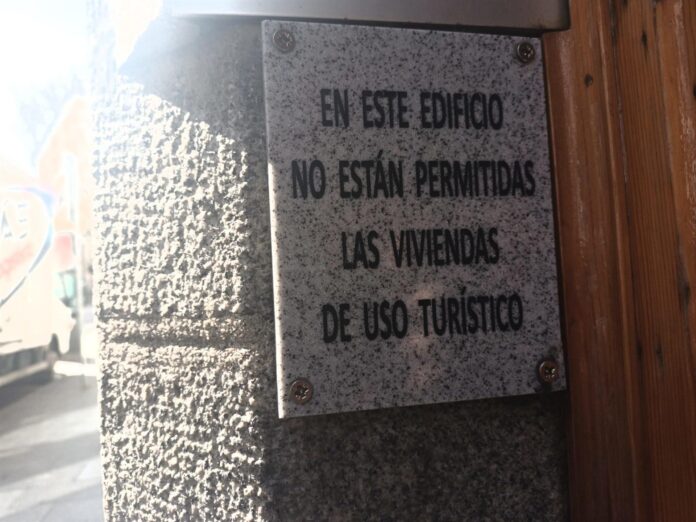 EN ESTE EDIFICIO
NO ESTÁN PERMITIDAS
LAS VIVIENDAS
DE USO TURÍSTICO